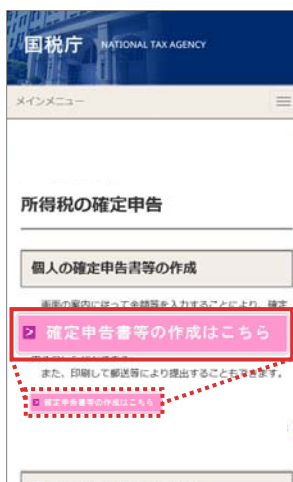 国税庁 NATIONAL TAX AGENCY
メインメニュー
所得税の確定申告
個人の確定申告書等の作成
画面の案内に従って金額等を入力することにより、確定
確定申告書等の作成はこちら
また、印刷して郵送等により提出することもできます。
確定申告書等の作成はこちら